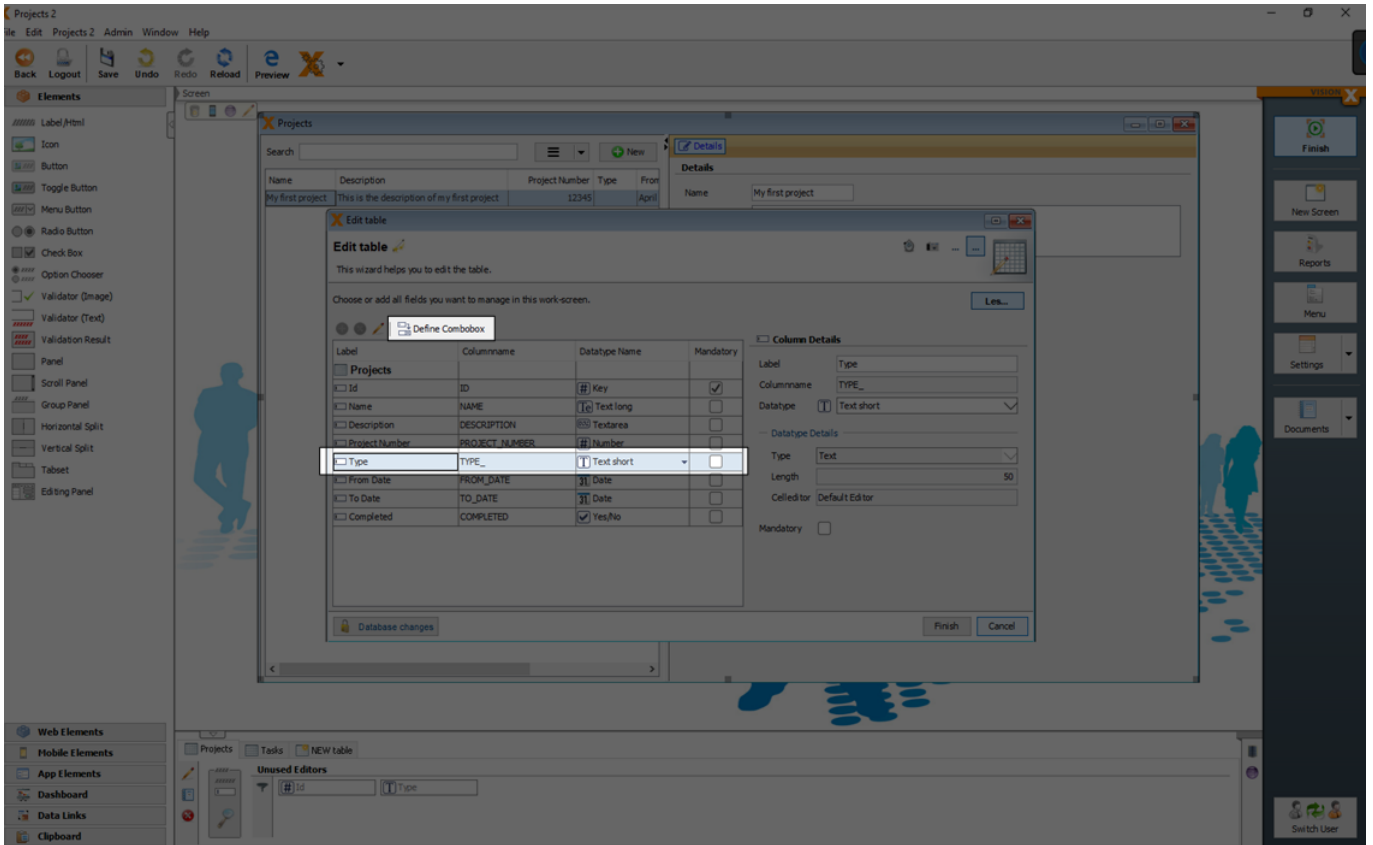 Projects 2
ile Edit Projects 2 Admin Window Help
Back Logout Save Undo Redo Reload Preview
Elements
Screen
VISION X
Label/Html
Icon
Button
Toggle Button
Menu Button
Radio Button
Check Box
Option Chooser
Validator (Image)
Validator (Text)
Validation Result
Panel
Scroll Panel
Group Panel
Horizontal Split
Vertical Split
Tabset
Editing Panel
Web Elements
Mobile Elements
App Elements
Dashboard
Data Links
Clipboard
Projects
Search
New
Name Description Project Number Type From
My first project This is the description of my first project 12345 April
Details
Details
Name My first project
Edit table
Edit table
This wizard helps you to edit the table.
Choose or add all fields you want to manage in this work-screen.
Les...
Define Combobox
Label Columnname Datatype Name Mandatory
Projects
Id ID Key
Name NAME Text long
Description DESCRIPTION Textarea
Project Number PROJECT_NUMBER Number
Type TYPE_ Text short
From Date FROM_DATE Date
To Date TO_DATE Date
Completed COMPLETED Yes/No
Column Details
Label Type
Columnname TYPE_
Datatype Text short
Datatype Details
Type Text
Length 50
Celleditor Default Editor
Mandatory
Database changes
Finish Cancel
Projects Tasks NEW table
Unused Editors
Id Type
Finish
New Screen
Reports
Menu
Settings
Documents
Switch User